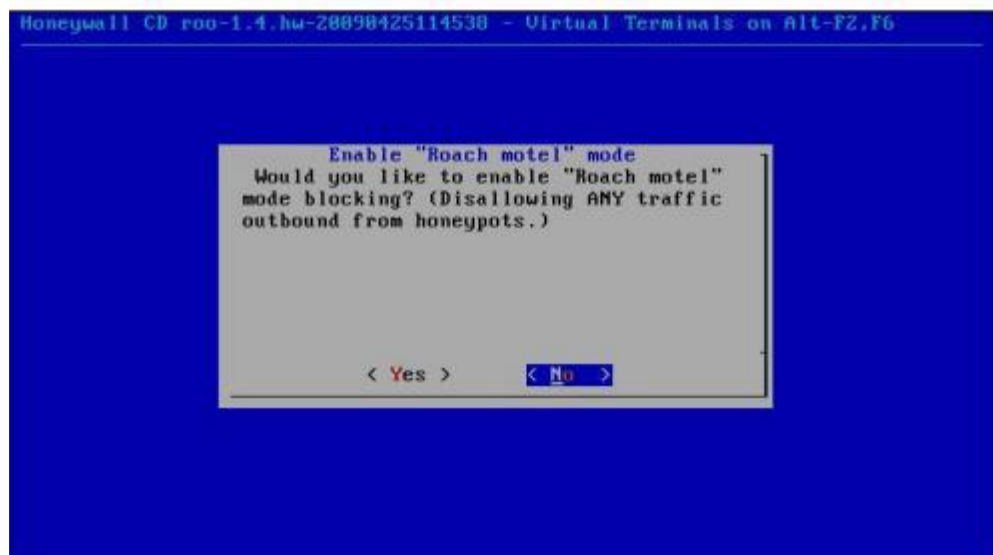 Honeywall CD roo-1.4.hw-20090425114538 - Virtual Terminals on Alt-F2,F6
Enable "Roach motel" mode
Would you like to enable "Roach motel"
mode blocking? (Disallowing ANY traffic
outbound from honeypots.)
< Yes > < No >